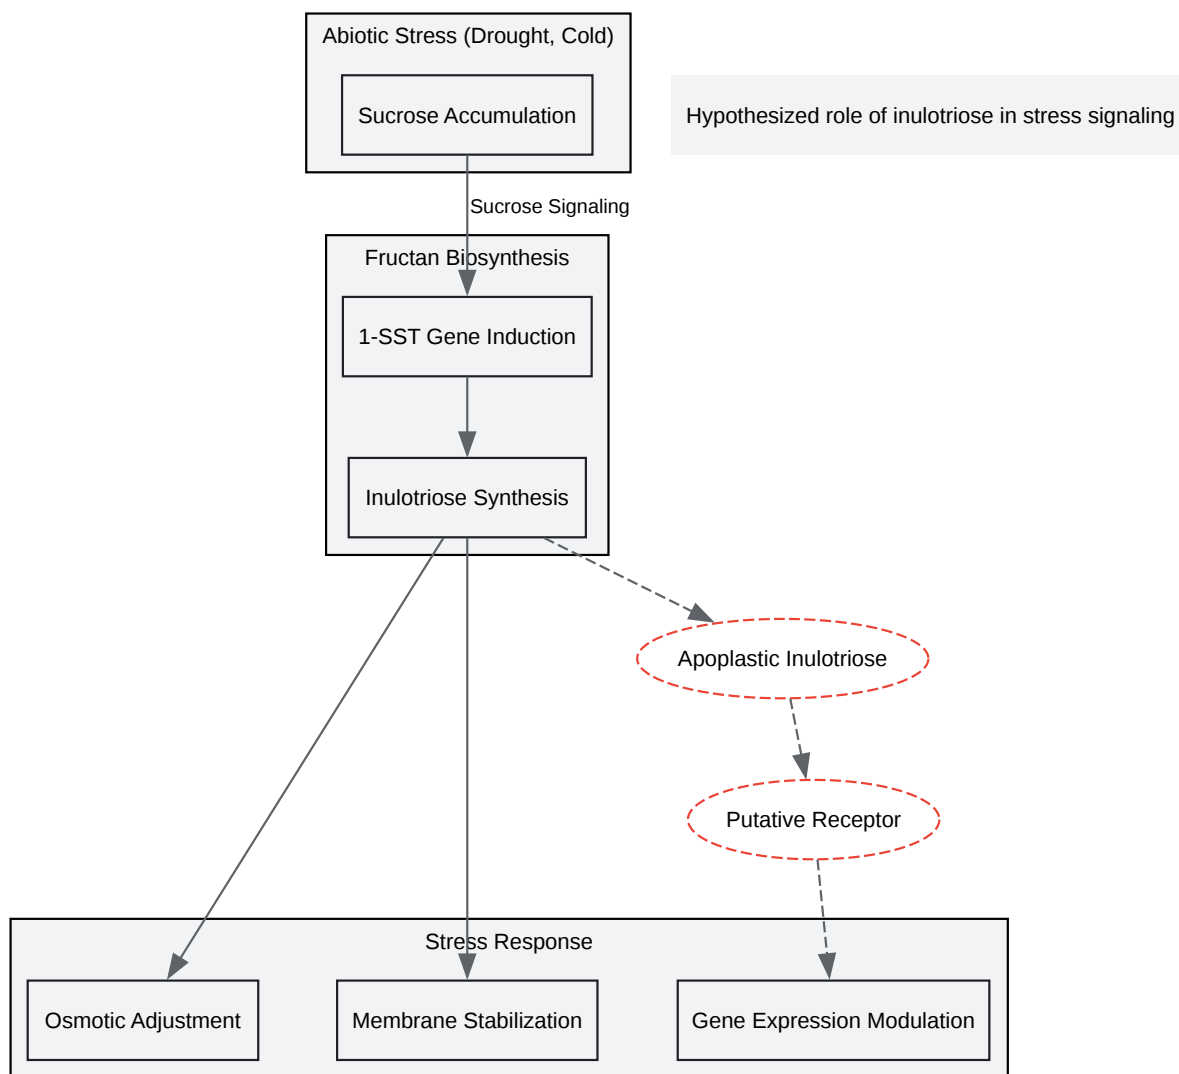 Abiotic Stress (Drought, Cold)
Sucrose Accumulation
Hypothesized role of inulotriose in stress signaling
Sucrose Signaling
Fructan Biosynthesis
1-SST Gene Induction
Inulotriose Synthesis
Apoplastic Inulotriose
Putative Receptor
Stress Response
Osmotic Adjustment
Membrane Stabilization
Gene Expression Modulation